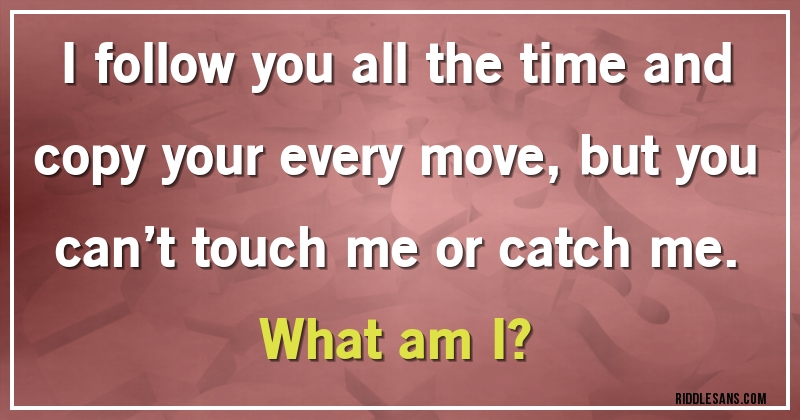 I follow you all the time and
copy your every move, but you
can't touch me or catch me.
What am I?
RIDDLESANS.COM